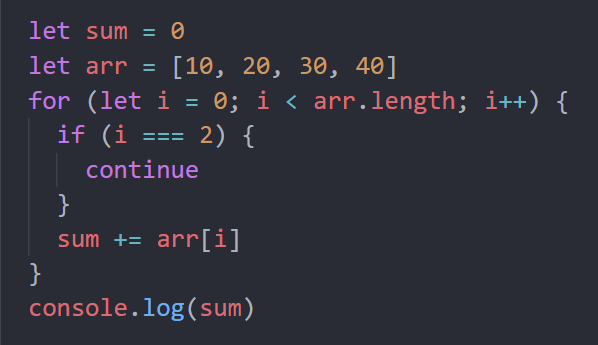 let sum = 0
let arr = [10, 20, 30, 40]
for (let i = 0; i < arr.length; i++) {
  if (i === 2) {
    continue
  }
  sum += arr[i]
}
console.log(sum)